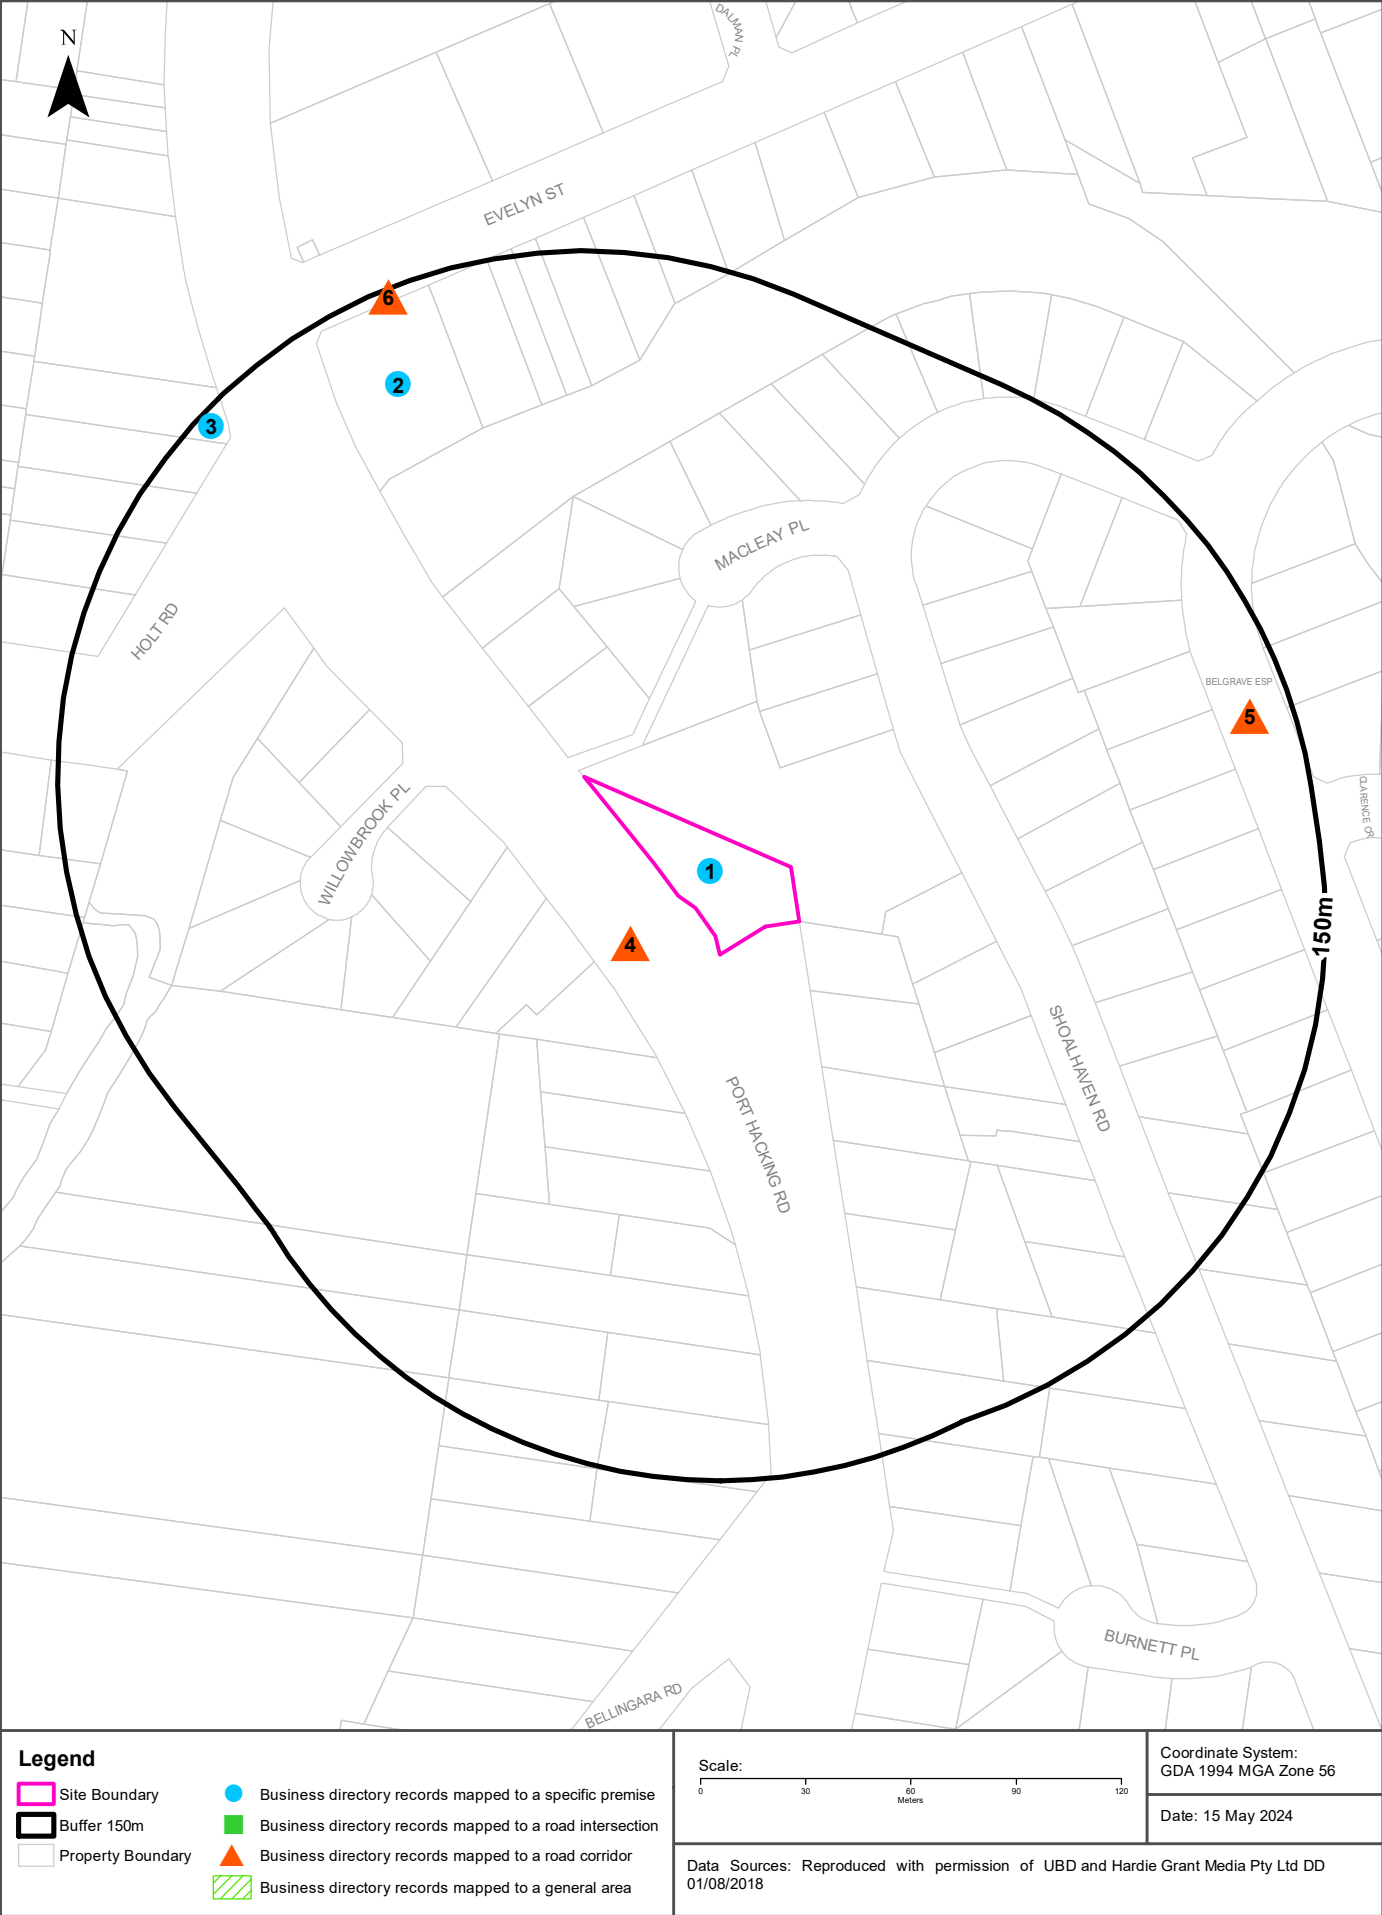 N
DALMAN PL
EVELYN ST
6
2
3
MACLEAY PL
HOLT RD
BELGRAVE ESP
5
CLARENCE CR
WILLOWBROOK PL
1
4
150m
SHOALHAVEN RD
PORT HACKING RD
BURNETT PL
BELLINGARA RD
Legend
Site Boundary
Buffer 150m
Property Boundary
Business directory records mapped to a specific premise
Business directory records mapped to a road intersection
Business directory records mapped to a road corridor
Business directory records mapped to a general area
Scale:
0 30 60 90 120
Meters
Coordinate System:
GDA 1994 MGA Zone 56
Date: 15 May 2024
Data Sources: Reproduced with permission of UBD and Hardie Grant Media Pty Ltd DD
01/08/2018